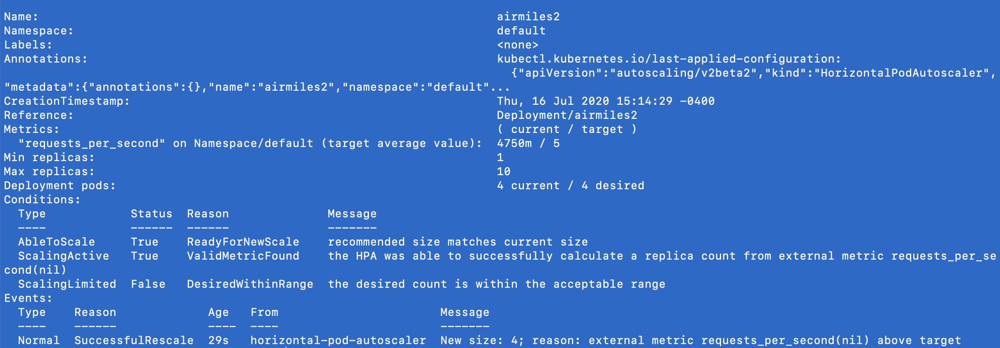 Name: airmiles2
Namespace: default
Labels: <none>
Annotations: kubectl.kubernetes.io/last-applied-configuration:
{"apiVersion":"autoscaling/v2beta2","kind":"HorizontalPodAutoscaler",
"metadata":{"annotations":{},"name":"airmiles2","namespace":"default"...
CreationTimestamp: Thu, 16 Jul 2020 15:14:29 -0400
Reference: Deployment/airmiles2
Metrics: ( current / target )
"requests_per_second" on Namespace/default (target average value): 4750m / 5
Min replicas: 1
Max replicas: 10
Deployment pods: 4 current / 4 desired
Conditions:
Type Status Reason Message
---- ------ ------ -------
AbleToScale True ReadyForNewScale recommended size matches current size
ScalingActive True ValidMetricFound the HPA was able to successfully calculate a replica count from external metric requests_per_se
cond(nil)
ScalingLimited False DesiredWithinRange the desired count is within the acceptable range
Events:
Type Reason Age From Message
---- ------ ---- ---- -------
Normal SuccessfulRescale 29s horizontal-pod-autoscaler New size: 4; reason: external metric requests_per_second(nil) above target